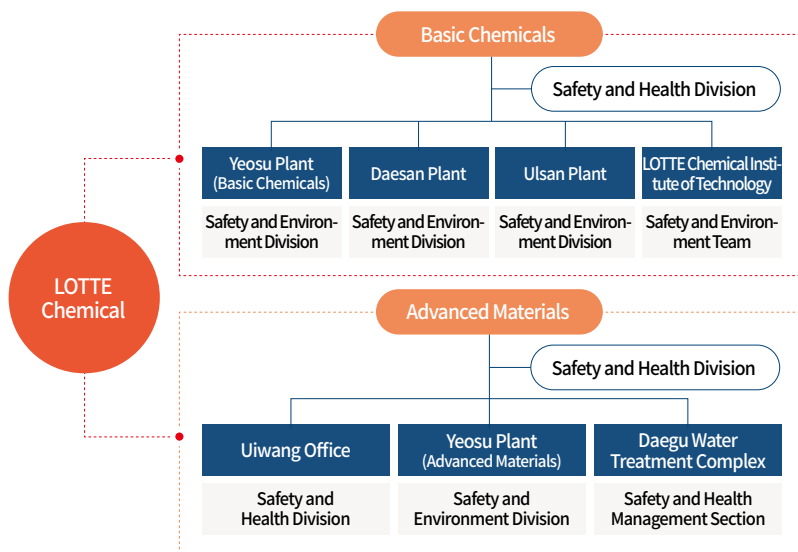 Basic Chemicals
Safety and Health Division
Yeosu Plant
(Basic Chemicals)
Daesan Plant
Ulsan Plant
LOTTE Chemical Insti-
tute of Technology
Safety and Environ-
ment Division
Safety and Environ-
ment Division
Safety and Environ-
ment Division
Safety and Environ-
ment Team
LOTTE
Chemical
Advanced Materials
Safety and Health Division
Uiwang Office
Yeosu Plant
(Advanced Materials)
Daegu Water
Treatment Complex
Safety and
Health Division
Safety and
Environment Division
Safety and Health
Management Section